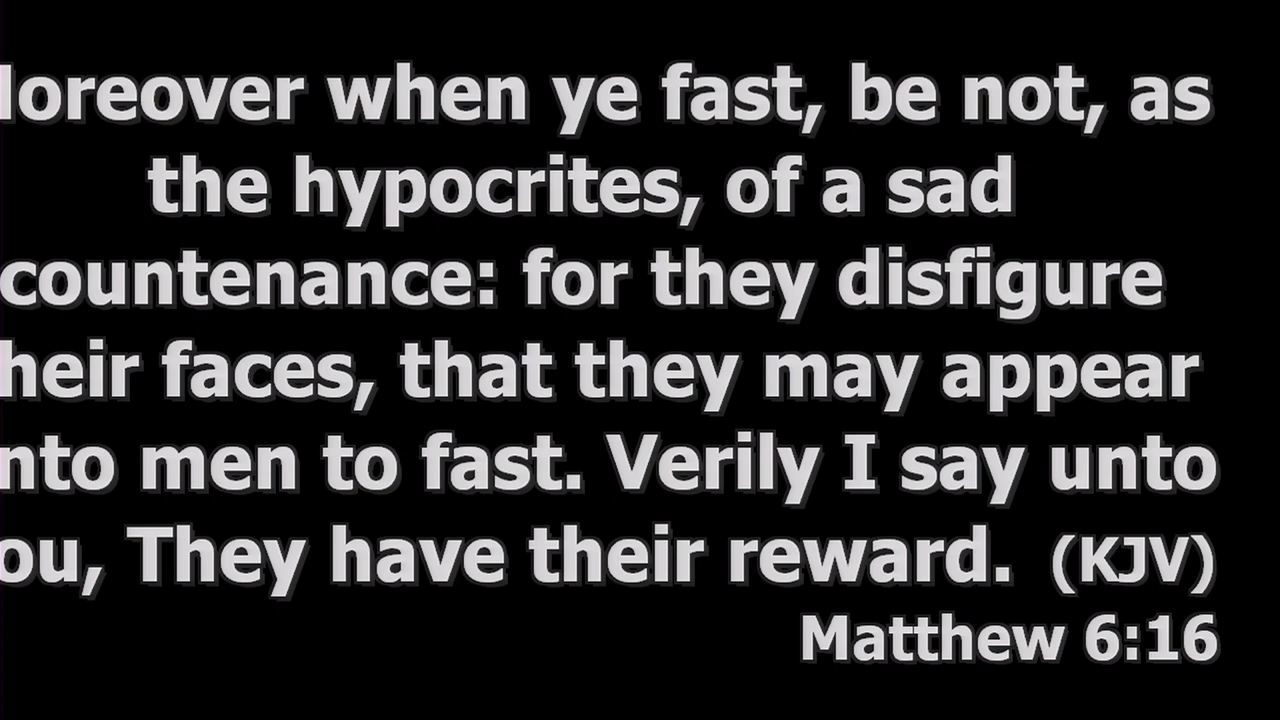 oreover when ye fast, be not, as
the hypocrites, of a sad
countenance: for they disfigure
heir faces, that they may appear
nto men to fast. Verily I say unto
ou, They have their reward. (KJV)
Matthew 6:16